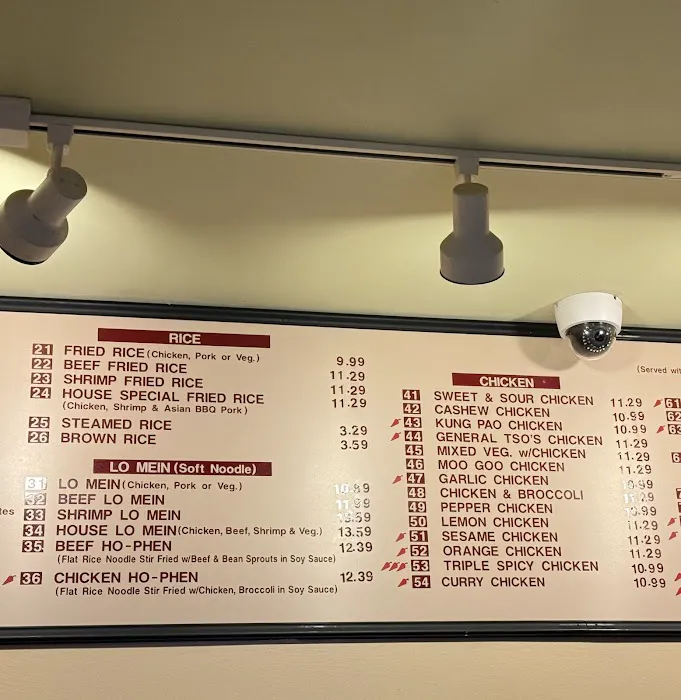 RICE
21 FRIED RICE (Chicken, Pork or Veg.) 9.99
22 BEEF FRIED RICE 11.29
23 SHRIMP FRIED RICE 11.29
24 HOUSE SPECIAL FRIED RICE 11.29
(Chicken, Shrimp & Asian BBQ Pork)
25 STEAMED RICE 3.29
26 BROWN RICE 3.59
LO MEIN (Soft Noodle)
31 LO MEIN (Chicken, Pork or Veg.)
32 BEEF LO MEIN
33 SHRIMP LO MEIN
34 HOUSE LO MEIN (Chicken, Beef, Shrimp & Veg.) 13.59
35 BEEF HO-PHEN 12.39
(Flat Rice Noodle Stir Fried w/Beef & Bean Sprouts in Soy Sauce)
36 CHICKEN HO-PHEN 12.39
(Flat Rice Noodle Stir Fried w/Chicken, Broccoli in Soy Sauce)
CHICKEN
41 SWEET & SOUR CHICKEN 11.29
42 CASHEW CHICKEN 10.99
43 KUNG PAO CHICKEN 10.99
44 GENERAL TSO'S CHICKEN 11.29
45 MIXED VEG. w/CHICKEN 11.29
46 MOO GOO CHICKEN 11.29
47 GARLIC CHICKEN
48 CHICKEN & BROCCOLI
49 PEPPER CHICKEN 10.99
50 LEMON CHICKEN 11.29
51 SESAME CHICKEN 11.29
52 ORANGE CHICKEN 11.29
53 TRIPLE SPICY CHICKEN 10.99
54 CURRY CHICKEN 10.99
(Served
61
62